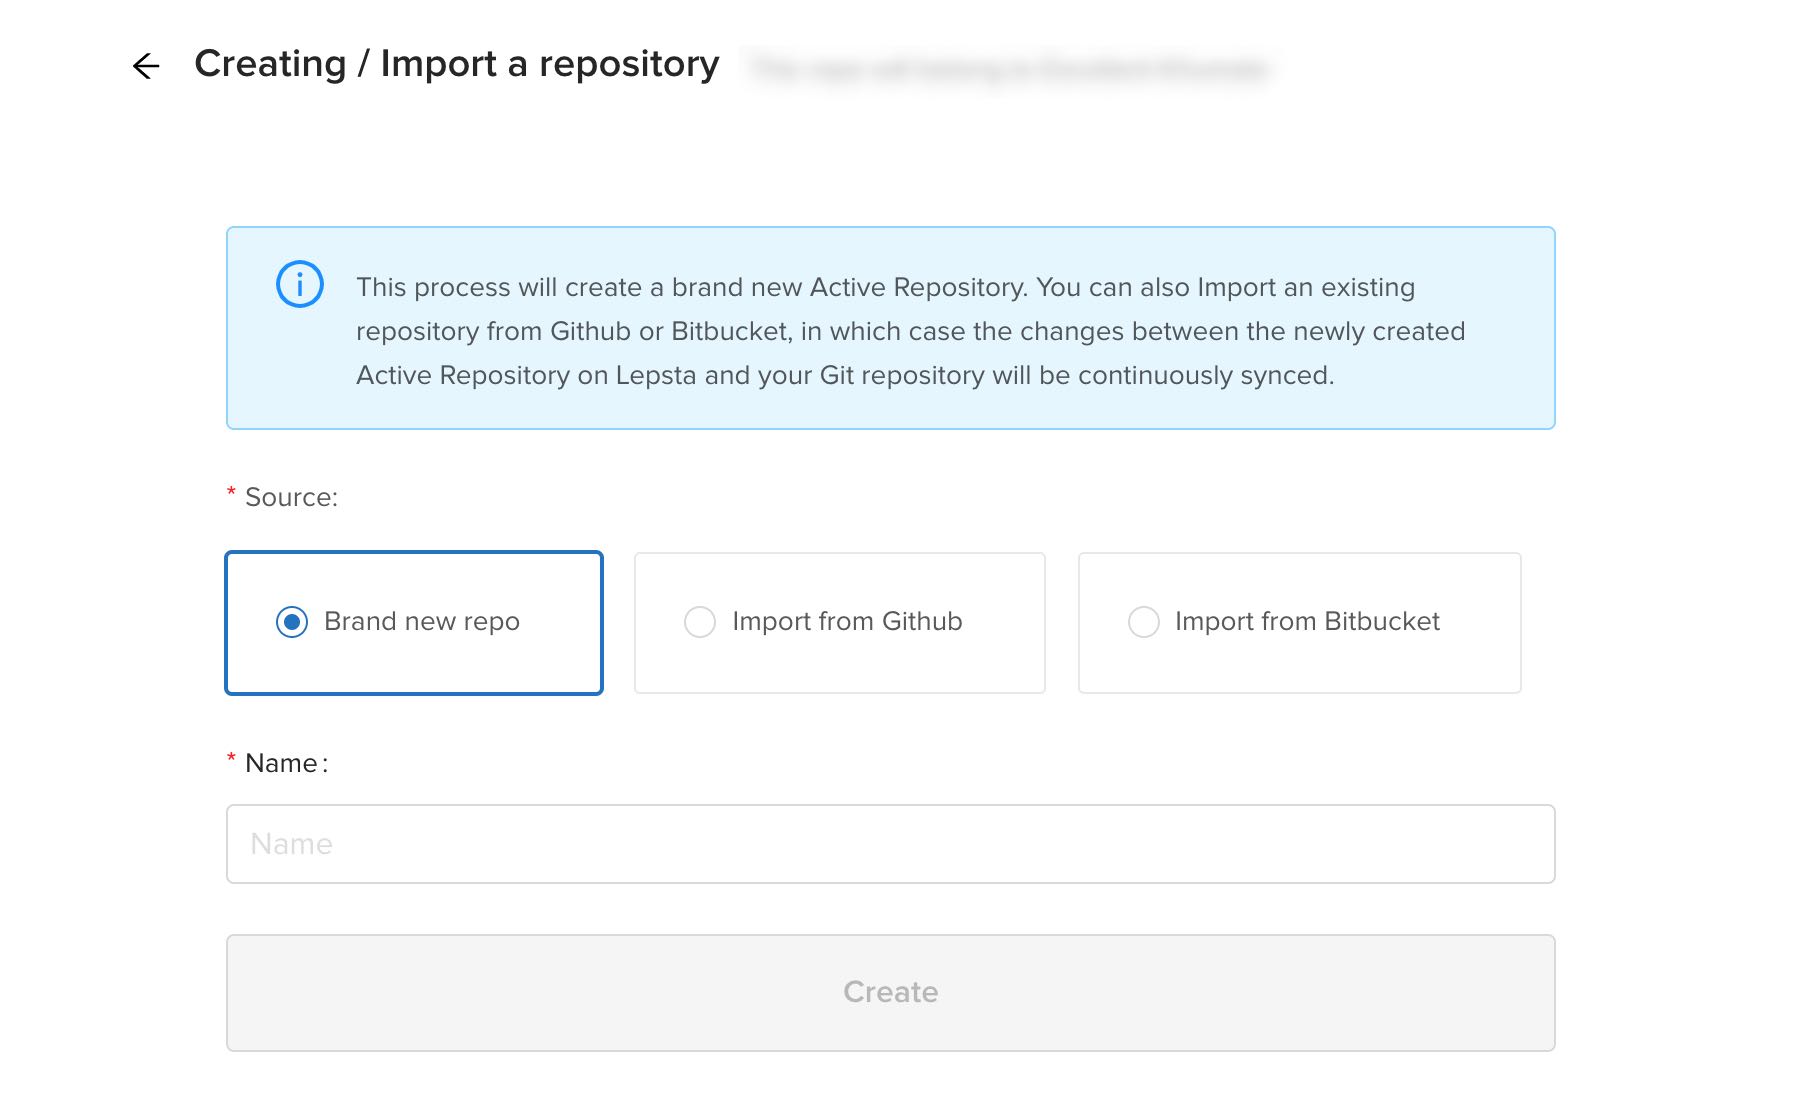 Creating / Import a repository
This process will create a brand new Active Repository. You can also Import an existing
repository from Github or Bitbucket, in which case the changes between the newly created
Active Repository on Lepsta and your Git repository will be continuously synced.
* Source:
Brand new repo
Import from Github
Import from Bitbucket
* Name:
Name
Create